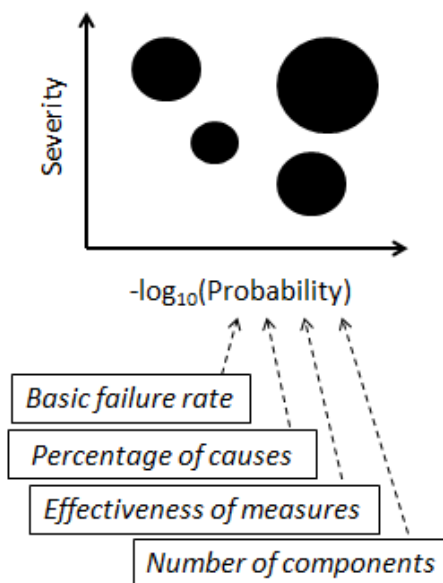 Severity
-log₁₀(Probability)
Basic failure rate
Percentage of causes
Effectiveness of measures
Number of components